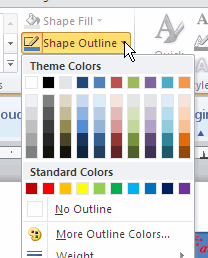 Shape Fill
Shape Outline
Theme Colors
Standard Colors
No Outline
More Outline Colors...
Weight